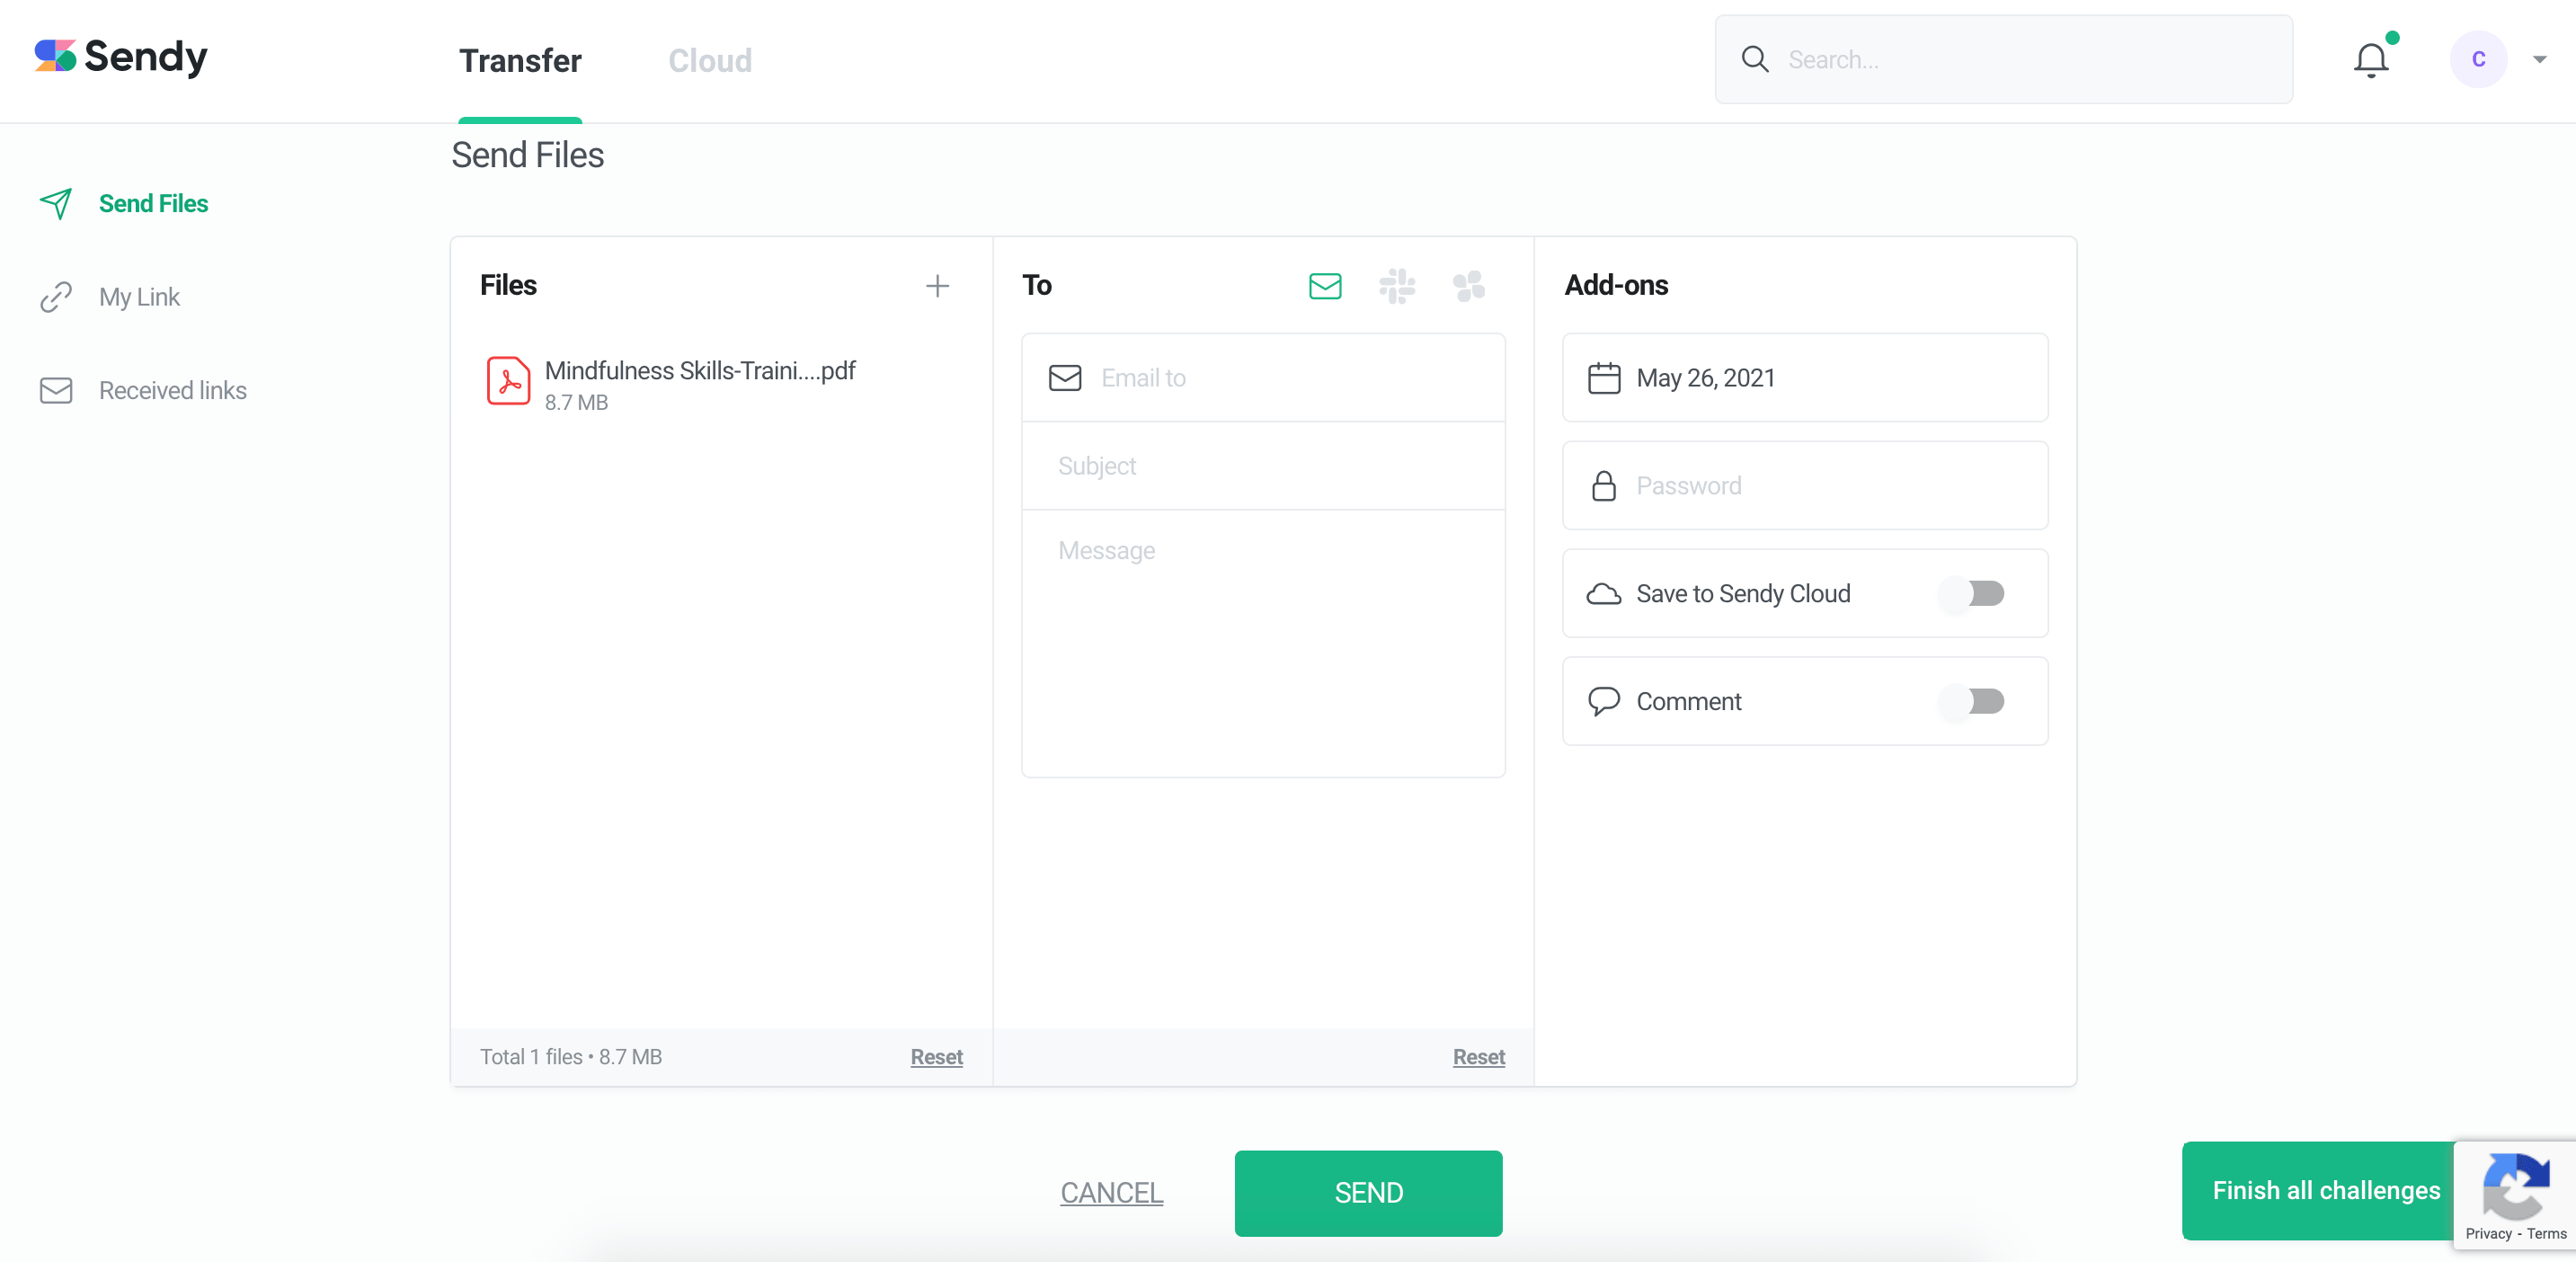 Sendy
Transfer
Cloud
Search...
C
Send Files
Send Files
My Link
Received links
Files
Mindfulness Skills-Traini....pdf
8.7 MB
Total 1 files • 8.7 MB
Reset
To
Email to
Subject
Message
Reset
Add-ons
May 26, 2021
Password
Save to Sendy Cloud
Comment
CANCEL
SEND
Finish all challenges
Privacy - Terms